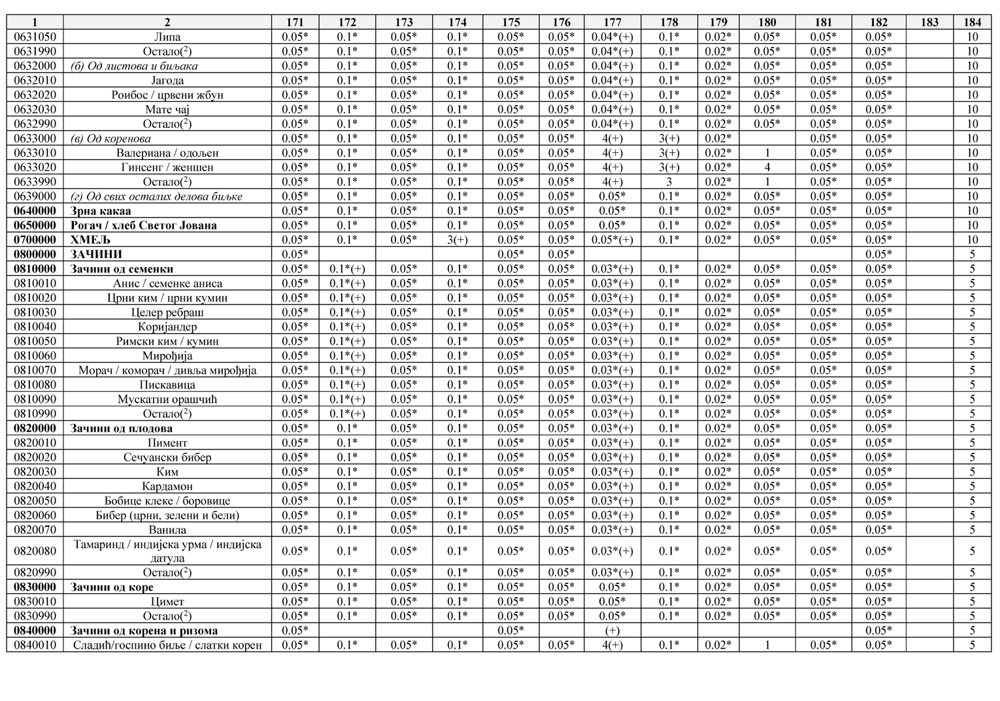 1 2 171 172 173 174 175 176 177 178 179 180 181 182 183 184
0631050 Липа 0.05* 0.1* 0.05* 0.1* 0.05* 0.05* 0.04*(+) 0.1* 0.02* 0.05* 0.05* 0.05* 10
0631990 Остало(²) 0.05* 0.1* 0.05* 0.1* 0.05* 0.05* 0.04*(+) 0.1* 0.02* 0.05* 0.05* 0.05* 10
0632000 (б) Од листова и биљака 0.05* 0.1* 0.05* 0.1* 0.05* 0.05* 0.04*(+) 0.1* 0.02* 0.05* 0.05* 0.05* 10
0632010 Јагода 0.05* 0.1* 0.05* 0.1* 0.05* 0.05* 0.04*(+) 0.1* 0.02* 0.05* 0.05* 0.05* 10
0632020 Роибос / црвени жбун 0.05* 0.1* 0.05* 0.1* 0.05* 0.05* 0.04*(+) 0.1* 0.02* 0.05* 0.05* 0.05* 10
0632030 Мате чај 0.05* 0.1* 0.05* 0.1* 0.05* 0.05* 0.04*(+) 0.1* 0.02* 0.05* 0.05* 0.05* 10
0632990 Остало(²) 0.05* 0.1* 0.05* 0.1* 0.05* 0.05* 0.04*(+) 0.1* 0.02* 0.05* 0.05* 0.05* 10
0633000 (в) Од коренова 0.05* 0.1* 0.05* 0.1* 0.05* 0.05* 4(+) 3(+) 0.02* 0.05* 0.05* 10
0633010 Валериана / одољен 0.05* 0.1* 0.05* 0.1* 0.05* 0.05* 4(+) 3(+) 0.02* 1 0.05* 0.05* 10
0633020 Гинсенг / женшен 0.05* 0.1* 0.05* 0.1* 0.05* 0.05* 4(+) 3(+) 0.02* 4 0.05* 0.05* 10
0633990 Остало(²) 0.05* 0.1* 0.05* 0.1* 0.05* 0.05* 4(+) 3 0.02* 1 0.05* 0.05* 10
0639000 (г) Од свих осталих делова биљке 0.05* 0.1* 0.05* 0.1* 0.05* 0.05* 0.05* 0.1* 0.02* 0.05* 0.05* 0.05* 10
0640000 Зрна какаа 0.05* 0.1* 0.05* 0.1* 0.05* 0.05* 0.05* 0.1* 0.02* 0.05* 0.05* 0.05* 10
0650000 Рогач / хлеб Светог Јована 0.05* 0.1* 0.05* 0.1* 0.05* 0.05* 0.05* 0.1* 0.02* 0.05* 0.05* 0.05* 10
0700000 ХМЕЉ 0.05* 0.1* 0.05* 3(+) 0.05* 0.05* 0.05*(+) 0.1* 0.02* 0.05* 0.05* 0.05* 10
0800000 ЗАЧИНИ 0.05* 0.05* 0.05* 0.05* 5
0810000 Зачини од семенки 0.05* 0.1*(+) 0.05* 0.1* 0.05* 0.05* 0.03*(+) 0.1* 0.02* 0.05* 0.05* 0.05* 5
0810010 Анис / семенке аниса 0.05* 0.1*(+) 0.05* 0.1* 0.05* 0.05* 0.03*(+) 0.1* 0.02* 0.05* 0.05* 0.05* 5
0810020 Црни ким / црни кумин 0.05* 0.1*(+) 0.05* 0.1* 0.05* 0.05* 0.03*(+) 0.1* 0.02* 0.05* 0.05* 0.05* 5
0810030 Целер ребраш 0.05* 0.1*(+) 0.05* 0.1* 0.05* 0.05* 0.03*(+) 0.1* 0.02* 0.05* 0.05* 0.05* 5
0810040 Коријандер 0.05* 0.1*(+) 0.05* 0.1* 0.05* 0.05* 0.03*(+) 0.1* 0.02* 0.05* 0.05* 0.05* 5
0810050 Римски ким / кумин 0.05* 0.1*(+) 0.05* 0.1* 0.05* 0.05* 0.03*(+) 0.1* 0.02* 0.05* 0.05* 0.05* 5
0810060 Мирођија 0.05* 0.1*(+) 0.05* 0.1* 0.05* 0.05* 0.03*(+) 0.1* 0.02* 0.05* 0.05* 0.05* 5
0810070 Морач / коморач / дивља мирођија 0.05* 0.1*(+) 0.05* 0.1* 0.05* 0.05* 0.03*(+) 0.1* 0.02* 0.05* 0.05* 0.05* 5
0810080 Пискавица 0.05* 0.1*(+) 0.05* 0.1* 0.05* 0.05* 0.03*(+) 0.1* 0.02* 0.05* 0.05* 0.05* 5
0810090 Мускатни орашчић 0.05* 0.1*(+) 0.05* 0.1* 0.05* 0.05* 0.03*(+) 0.1* 0.02* 0.05* 0.05* 0.05* 5
0810990 Остало(²) 0.05* 0.1*(+) 0.05* 0.1* 0.05* 0.05* 0.03*(+) 0.1* 0.02* 0.05* 0.05* 0.05* 5
0820000 Зачини од плодова 0.05* 0.1* 0.05* 0.1* 0.05* 0.05* 0.03*(+) 0.1* 0.02* 0.05* 0.05* 0.05* 5
0820010 Пимент 0.05* 0.1* 0.05* 0.1* 0.05* 0.05* 0.03*(+) 0.1* 0.02* 0.05* 0.05* 0.05* 5
0820020 Сечуански бибер 0.05* 0.1* 0.05* 0.1* 0.05* 0.05* 0.03*(+) 0.1* 0.02* 0.05* 0.05* 0.05* 5
0820030 Ким 0.05* 0.1* 0.05* 0.1* 0.05* 0.05* 0.03*(+) 0.1* 0.02* 0.05* 0.05* 0.05* 5
0820040 Кардамон 0.05* 0.1* 0.05* 0.1* 0.05* 0.05* 0.03*(+) 0.1* 0.02* 0.05* 0.05* 0.05* 5
0820050 Бобице клеке / боровице 0.05* 0.1* 0.05* 0.1* 0.05* 0.05* 0.03*(+) 0.1* 0.02* 0.05* 0.05* 0.05* 5
0820060 Бибер (црни, зелени и бели) 0.05* 0.1* 0.05* 0.1* 0.05* 0.05* 0.03*(+) 0.1* 0.02* 0.05* 0.05* 0.05* 5
0820070 Ванила 0.05* 0.1* 0.05* 0.1* 0.05* 0.05* 0.03*(+) 0.1* 0.02* 0.05* 0.05* 0.05* 5
0820080 Тамаринд / индијска урма / индијска
датула 0.05* 0.1* 0.05* 0.1* 0.05* 0.05* 0.03*(+) 0.1* 0.02* 0.05* 0.05* 0.05* 5
0820990 Остало(²) 0.05* 0.1* 0.05* 0.1* 0.05* 0.05* 0.03*(+) 0.1* 0.02* 0.05* 0.05* 0.05* 5
0830000 Зачини од коре 0.05* 0.1* 0.05* 0.1* 0.05* 0.05* 0.05* 0.1* 0.02* 0.05* 0.05* 0.05* 5
0830010 Цимет 0.05* 0.1* 0.05* 0.1* 0.05* 0.05* 0.05* 0.1* 0.02* 0.05* 0.05* 0.05* 5
0830990 Остало(²) 0.05* 0.1* 0.05* 0.1* 0.05* 0.05* 0.05* 0.1* 0.02* 0.05* 0.05* 0.05* 5
0840000 Зачини од корена и ризома 0.05* 0.05* (+) 0.05* 5
0840010 Сладић/госпино биље / слатки корен 0.05* 0.1* 0.05* 0.1* 0.05* 0.05* 4(+) 0.1* 0.02* 1 0.05* 0.05* 5